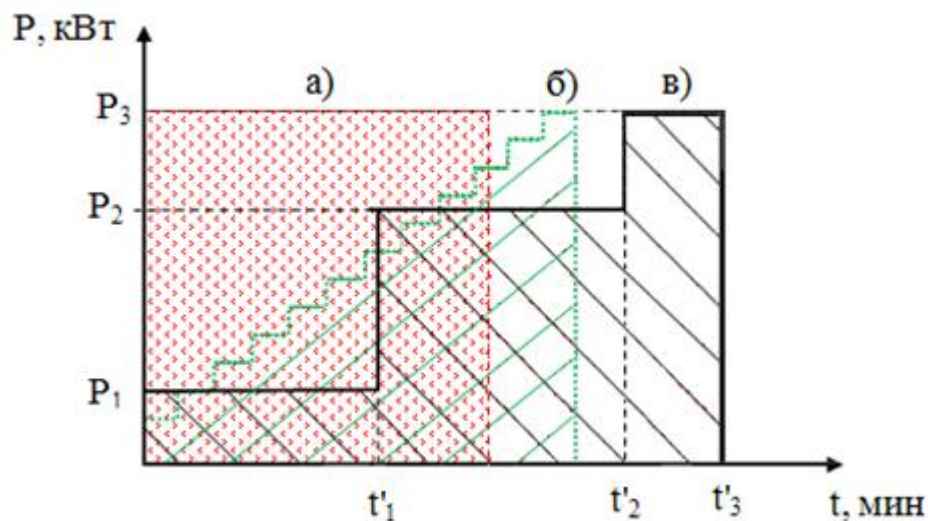 P, кВт
а) б) в)
P3
P2
P1
t'1 t'2 t'3 t, мин